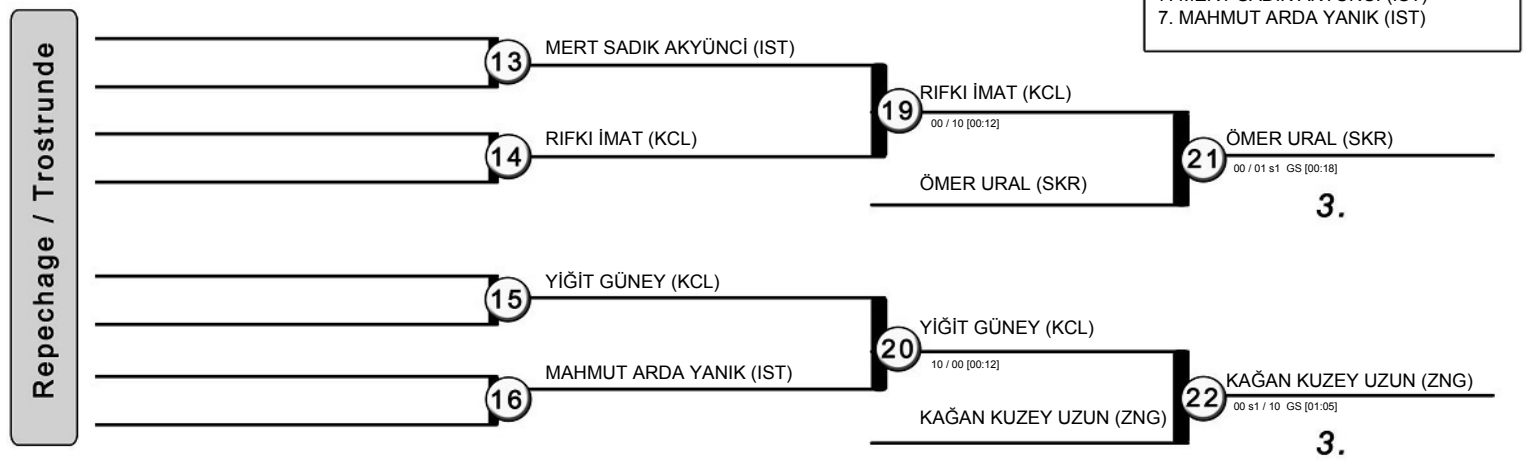 7. MAHMUT ARDA YANIK (IST)
Repechage / Trostrunde
13
MERT SADIK AKYÜNCİ (IST)
14
RIFKI İMAT (KCL)
19
RIFKI İMAT (KCL)
00 / 10 [00:12]
ÖMER URAL (SKR)
21
ÖMER URAL (SKR)
00 / 01 s1 GS [00:18]
3.
15
YİĞİT GÜNEY (KCL)
16
MAHMUT ARDA YANIK (IST)
20
YİĞİT GÜNEY (KCL)
10 / 00 [00:12]
KAĞAN KUZEY UZUN (ZNG)
22
KAĞAN KUZEY UZUN (ZNG)
00 s1 / 10 GS [01:05]
3.